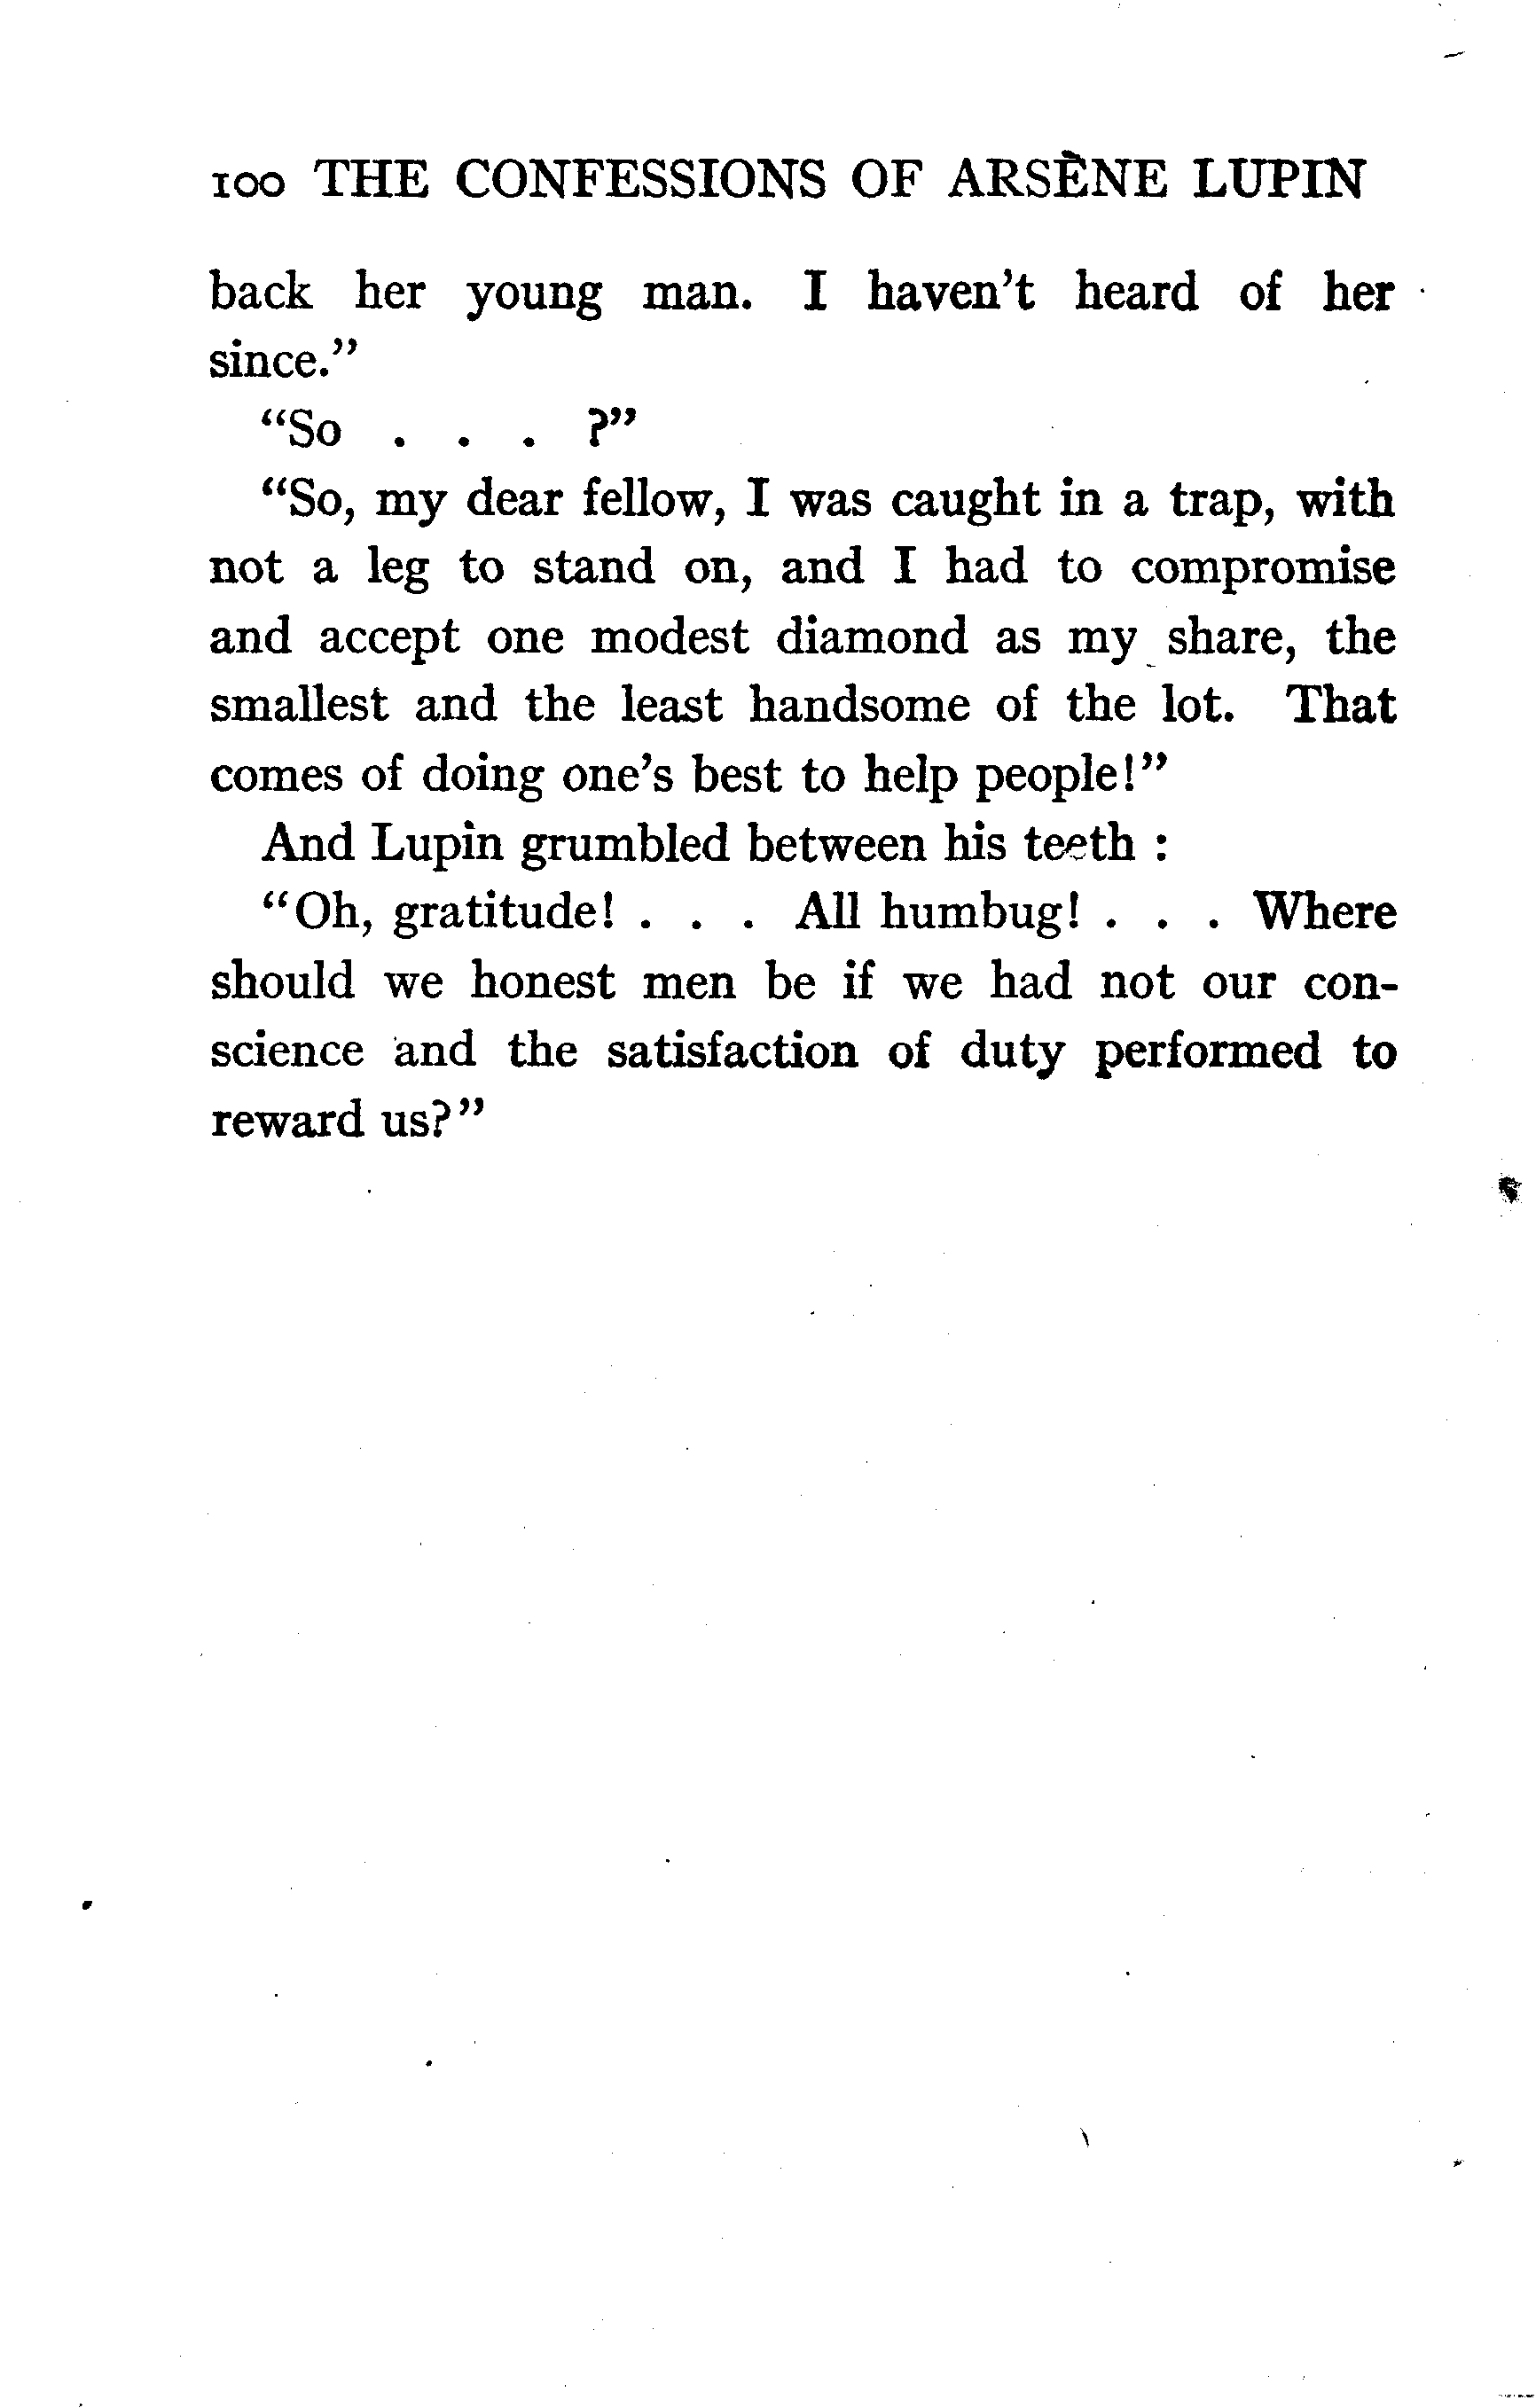 100 THE CONFESSIONS OF ARSÈNE LUPIN
back her young man. I haven't heard of her
since."
"So . . . ?"
"So, my dear fellow, I was caught in a trap, with
not a leg to stand on, and I had to compromise
and accept one modest diamond as my share, the
smallest and the least handsome of the lot. That
comes of doing one's best to help people!"
And Lupin grumbled between his teeth :
"Oh, gratitude! . . . All humbug! . . . Where
should we honest men be if we had not our con-
science and the satisfaction of duty performed to
reward us?"